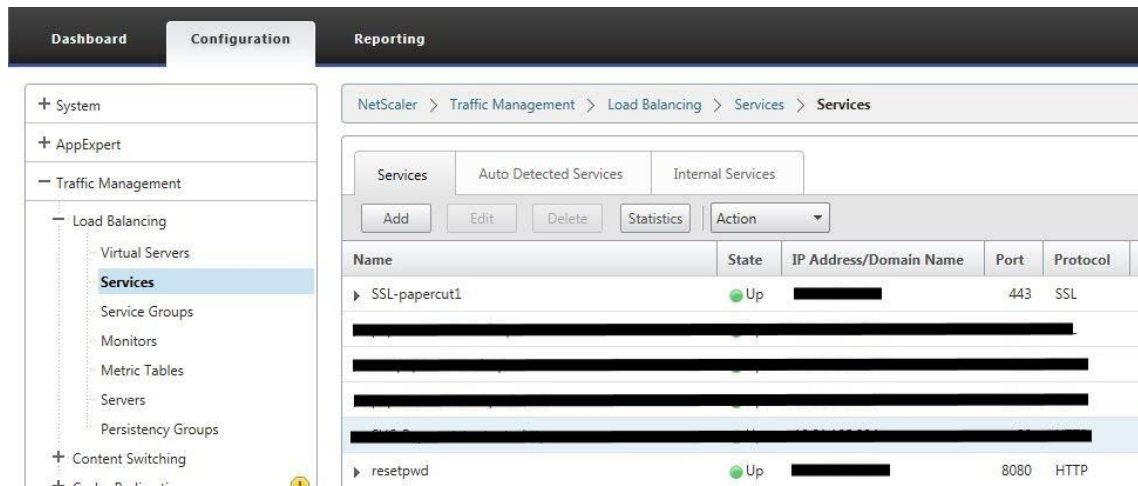 Dashboard Configuration Reporting
+ System
+ AppExpert
− Traffic Management
− Load Balancing
Virtual Servers
Services
Service Groups
Monitors
Metric Tables
Servers
Persistency Groups
+ Content Switching
NetScaler > Traffic Management > Load Balancing > Services > Services
Services Auto Detected Services Internal Services
Add Edit Delete Statistics Action
Name State IP Address/Domain Name Port Protocol
SSL-papercut1 Up 443 SSL
resetpwd Up 8080 HTTP